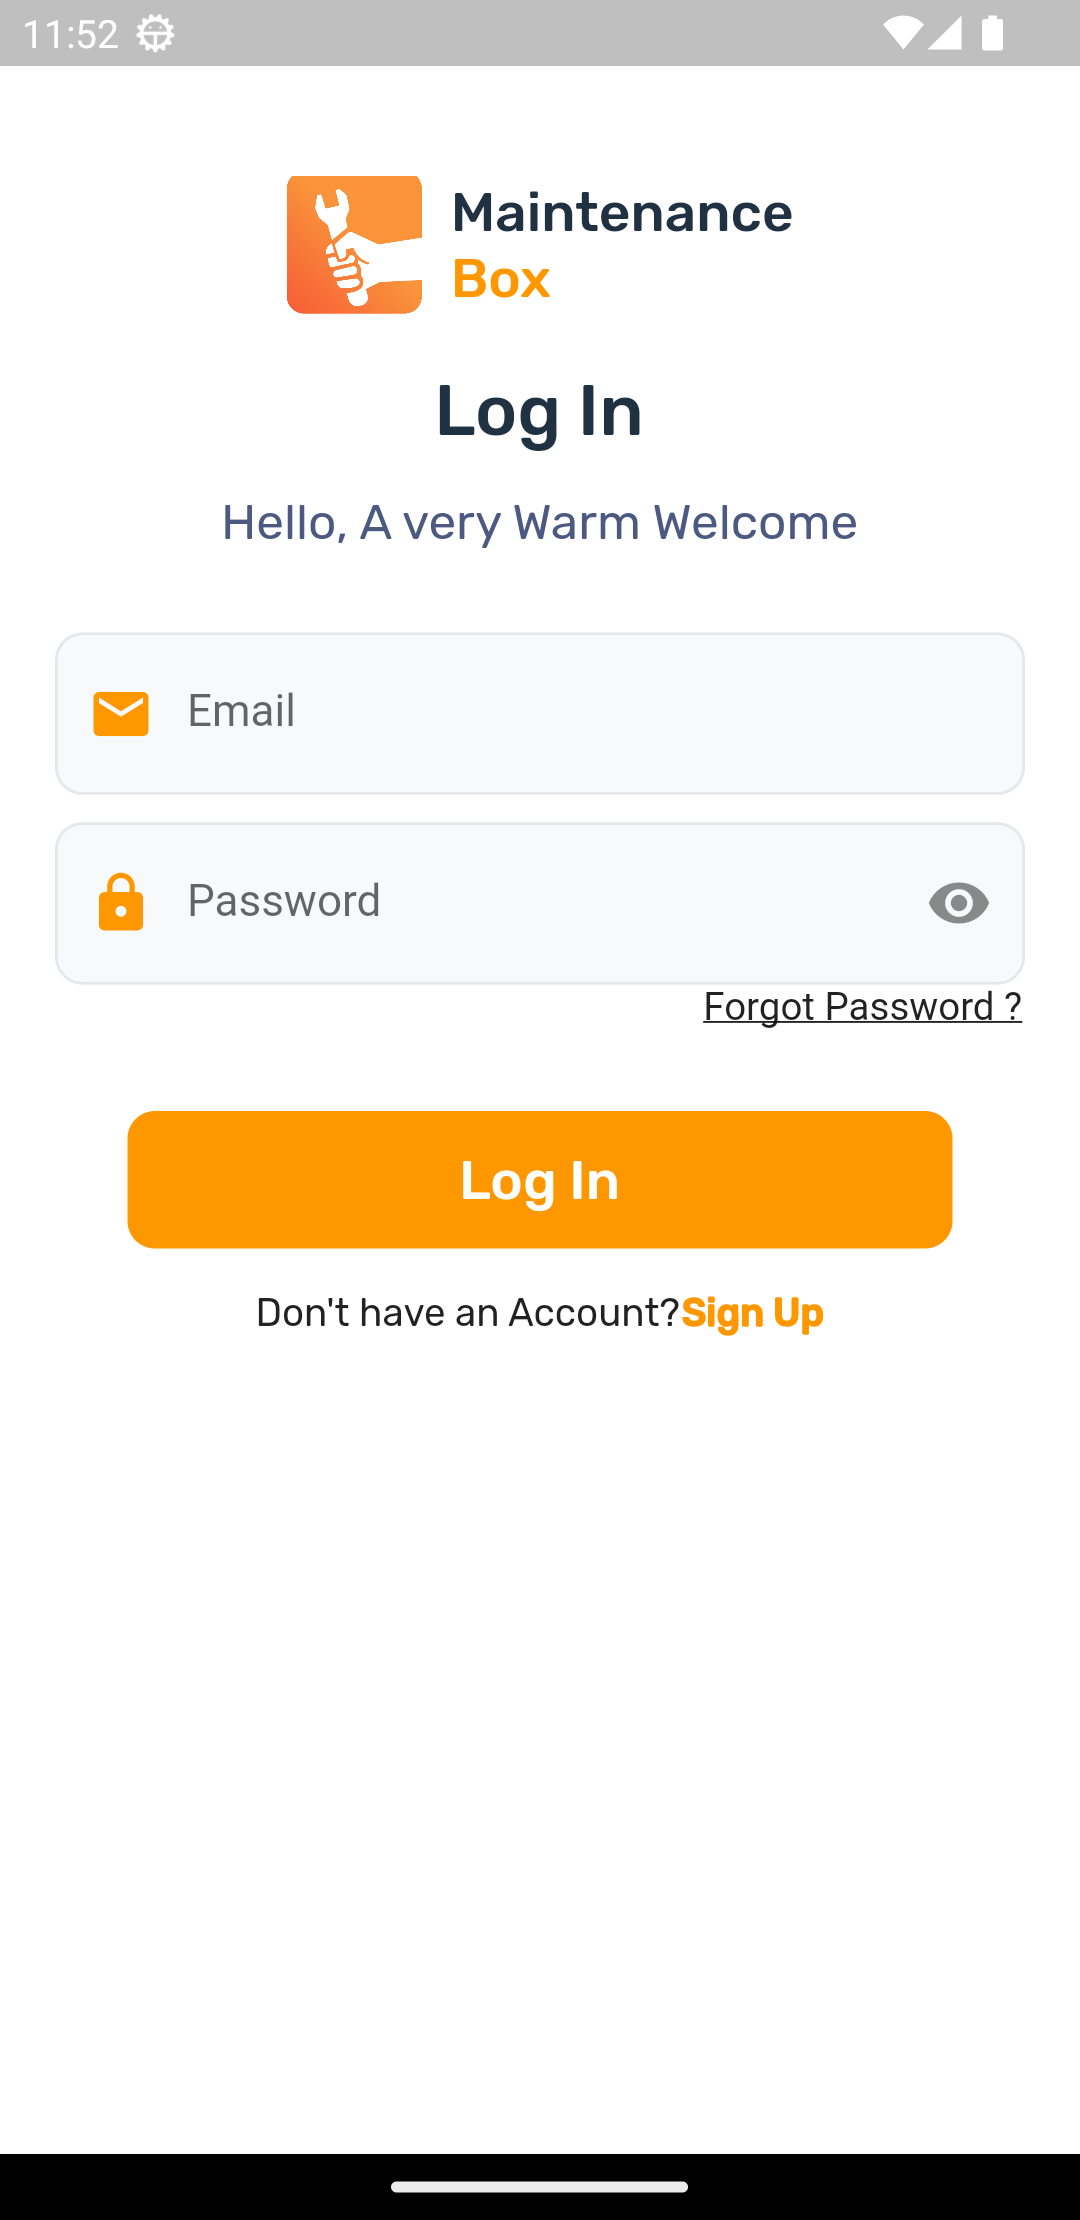 11:52
Maintenance
Box
Log In
Hello, A very Warm Welcome
Email
Password
Forgot Password ?
Log In
Don't have an Account?Sign Up